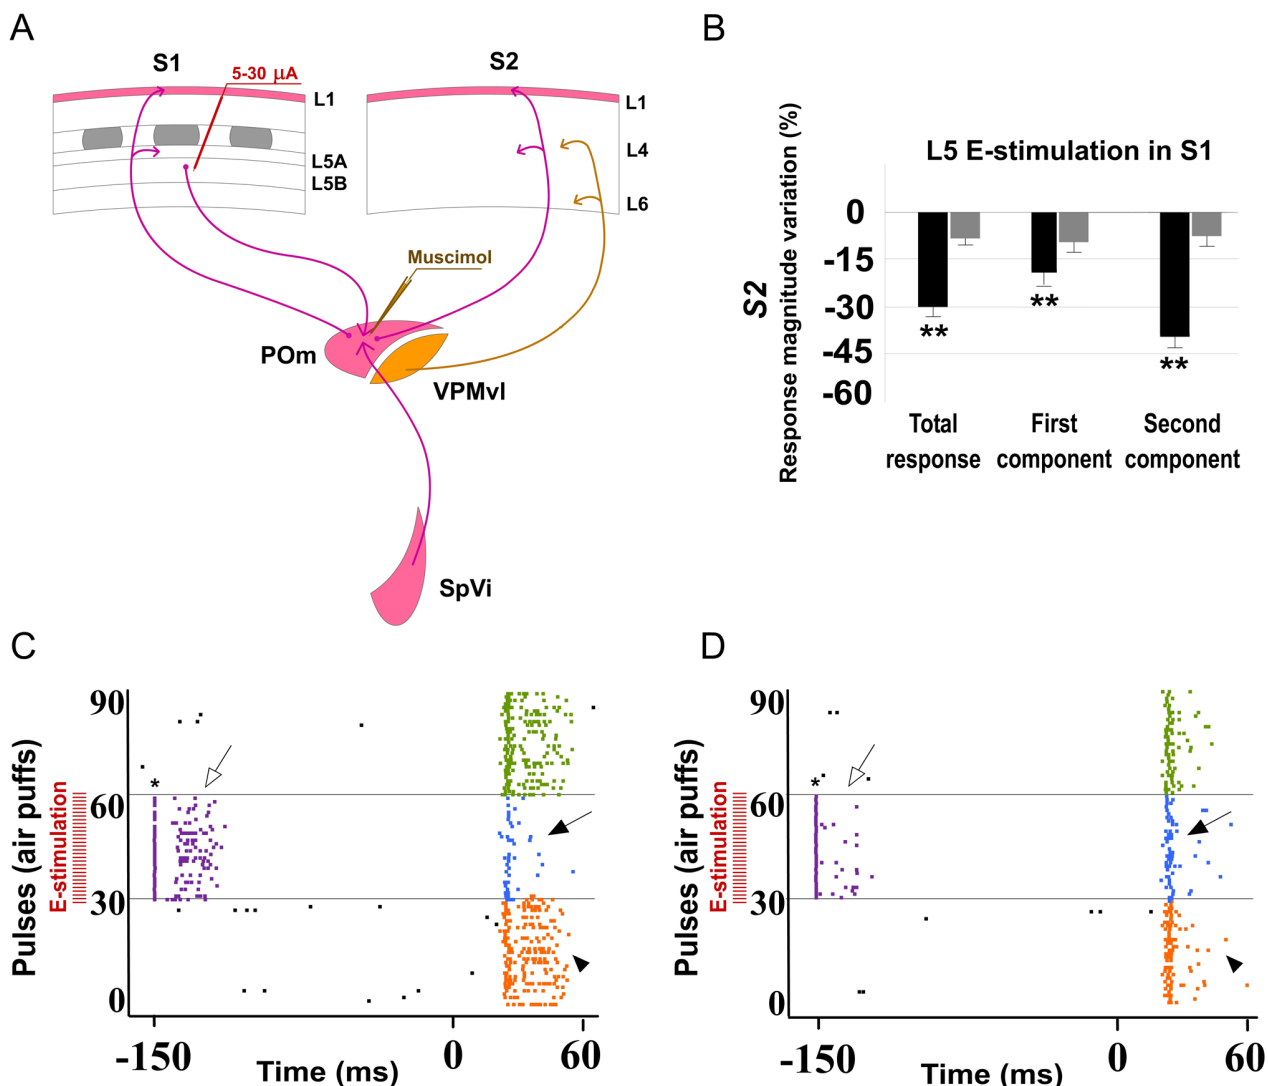 A
S1
5-30 μA
S2
L1
L1
L4
L5A
L5B
L6
Muscimol
POm
VPMvl
SpVi
B
L5 E-stimulation in S1
S2
Response magnitude variation (%)
0
-15
-30
-45
-60
**
**
**
Total response
First component
Second component
C
Pulses (air puffs)
E-stimulation
90
60
30
0
*
-150
0
60
Time (ms)
D
Pulses (air puffs)
E-stimulation
90
60
30
0
*
-150
0
60
Time (ms)